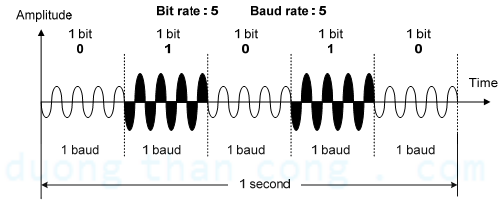 Bit rate : 5 Baud rate : 5
Amplitude
1 bit 1 bit 1 bit 1 bit 1 bit
0 1 0 1 0
Time
1 baud 1 baud 1 baud 1 baud 1 baud
duong than cong . com
1 second